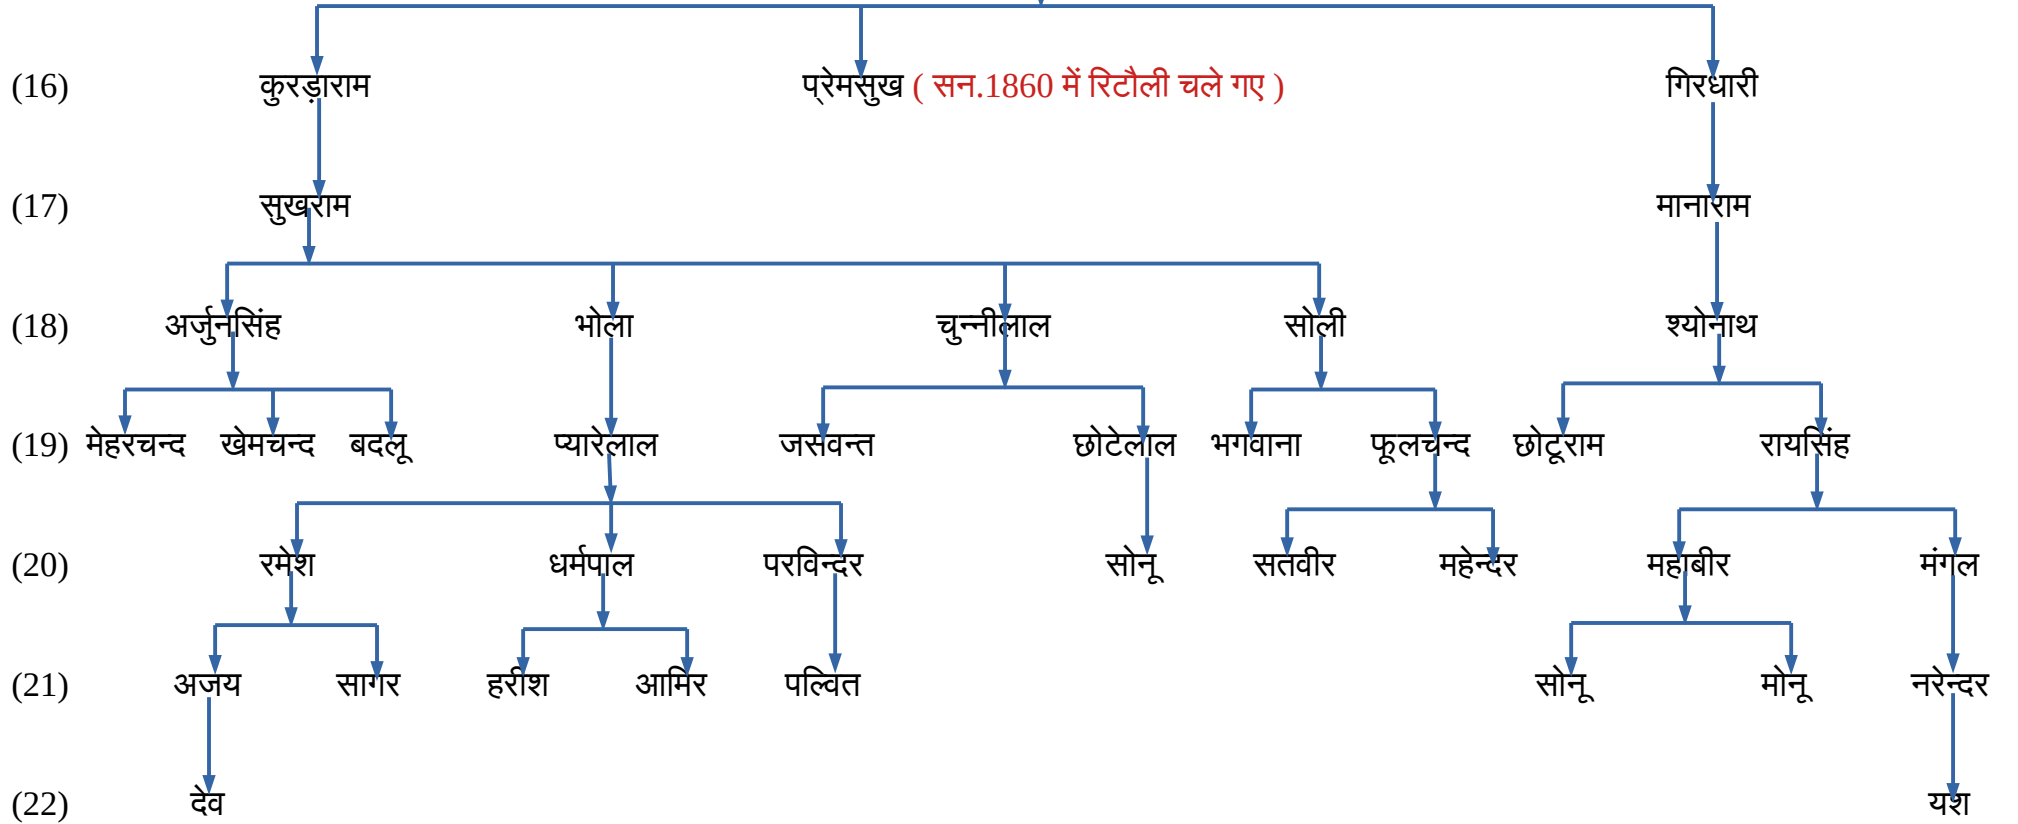 (16) कुरड़ाराम प्रेमसुख ( सन.1860 में रिटौली चले गए ) गिरधारी
(17) सुखराम मानाराम
(18) अर्जुनसिंह भोला चुन्नीलाल सोली श्योनाथ
(19) मेहरचन्द खेमचन्द बदलू प्यारेलाल जसवन्त छोटेलाल भगवाना फूलचन्द छोटूराम रायसिंह
(20) रमेश धर्मपाल परविन्दर सोनू सतवीर महेन्दर महाबीर मंगल
(21) अजय सागर हरीश आमिर पल्वित सोनू मोनू नरेन्दर
(22) देव यश